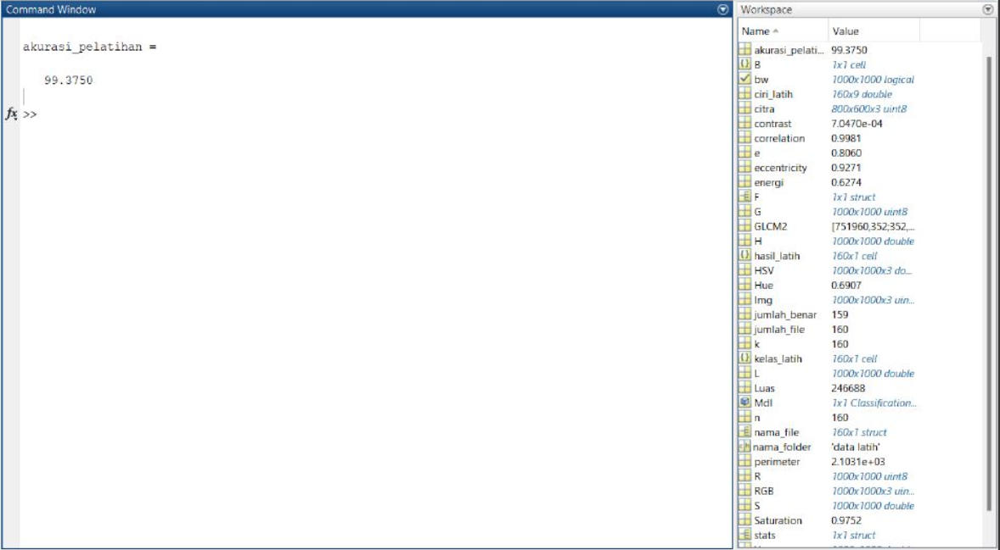 Command Window
akurasi_pelatihan =
99.3750
fx >>
Workspace
Name Value
akurasi_pelati... 99.3750
B 1x1 cell
bw 1000x1000 logical
ciri_latih 160x9 double
citra 800x600x3 uint8
contrast 7.0470e-04
correlation 0.9981
e 0.8060
eccentricity 0.9271
energi 0.6274
F 1x1 struct
G 1000x1000 uint8
GLCM2 [751960,352;352,...
H 1000x1000 double
hasil_latih 160x1 cell
HSV 1000x1000x3 do...
Hue 0.6907
Img 1000x1000x3 uin...
jumlah_benar 159
jumlah_file 160
k 160
kelas_latih 160x1 cell
L 1000x1000 double
Luas 246688
Mdl 1x1 Classification...
n 160
nama_file 160x1 struct
nama_folder 'data latih'
perimeter 2.1031e+03
R 1000x1000 uint8
RGB 1000x1000x3 uin...
S 1000x1000 double
Saturation 0.9752
stats 1x1 struct